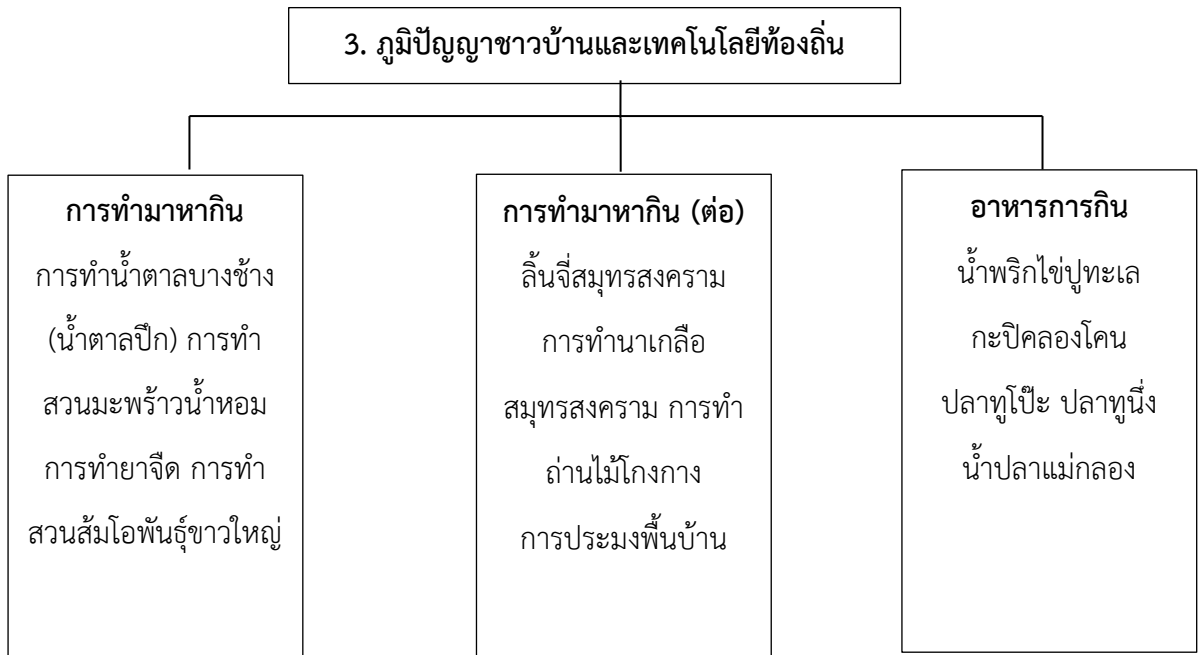 3. ภูมิปัญญาชาวบ้านและเทคโนโลยีท้องถิ่น
การทำมาหากิน
การทำน้ำตาลบางช้าง
(น้ำตาลปึก) การทำ
สวนมะพร้าวน้ำหอม
การทำยาจืด การทำ
สวนส้มโอพันธุ์ขาวใหญ่
การทำมาหากิน (ต่อ)
ลิ้นจี่สมุทรสงคราม
การทำนาเกลือ
สมุทรสงคราม การทำ
ถ่านไม้โกงกาง
การประมงพื้นบ้าน
อาหารการกิน
น้ำพริกไข่ปูทะเล
กะปิคลองโคน
ปลาทูโป๊ะ ปลาทูนึ่ง
น้ำปลาแม่กลอง